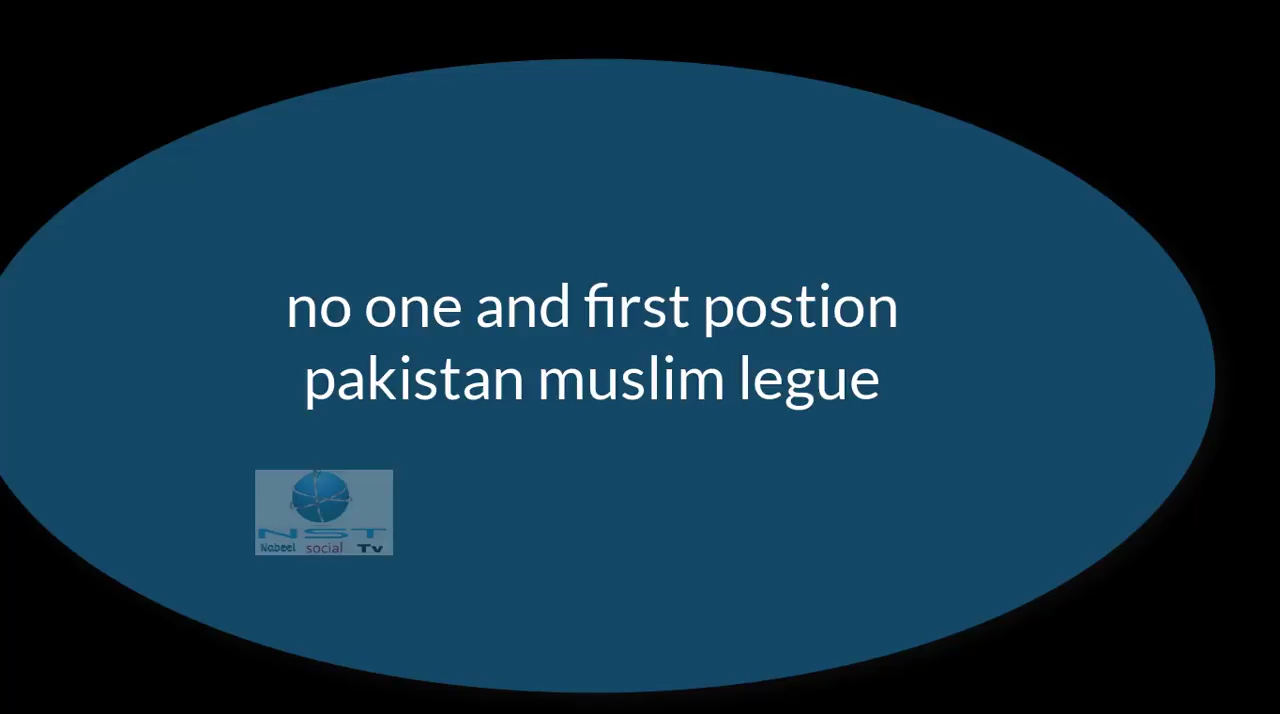 no one and first postion
pakistan muslim legue
NST
Nabeel social Tv